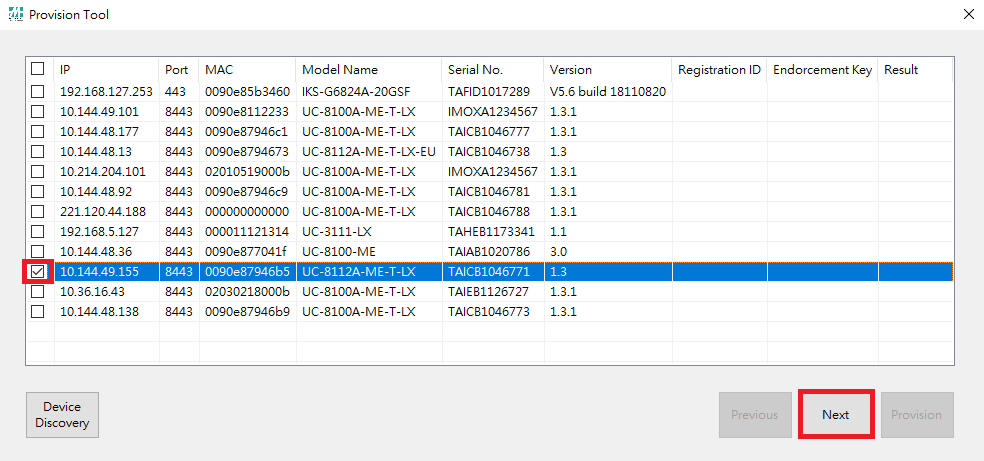 Provision Tool
IP Port MAC Model Name Serial No. Version Registration ID Endorsement Key Result
192.168.127.253 443 0090e85b3460 IKS-G6824A-20GSF TAFID1017289 V5.6 build 18110820
10.144.49.101 8443 0090e8112233 UC-8100A-ME-T-LX IMOXA1234567 1.3.1
10.144.48.177 8443 0090e87946c1 UC-8100A-ME-T-LX TAICB1046777 1.3.1
10.144.48.13 8443 0090e8794673 UC-8112A-ME-T-LX-EU TAICB1046738 1.3
10.214.204.101 8443 02010519000b UC-8100A-ME-T-LX IMOXA1234567 1.3.1
10.144.48.92 8443 0090e87946c9 UC-8100A-ME-T-LX TAICB1046781 1.3.1
221.120.44.188 8443 000000000000 UC-8100A-ME-T-LX TAICB1046788 1.3.1
192.168.5.127 8443 000011121314 UC-3111-LX TAHEB1173341 1.1
10.144.48.36 8443 0090e877041f UC-8100-ME TAIAB1020786 3.0
10.144.49.155 8443 0090e87946b5 UC-8112A-ME-T-LX TAICB1046771 1.3
10.36.16.43 8443 02030218000b UC-8100A-ME-T-LX TAIEB1126727 1.3.1
10.144.48.138 8443 0090e87946b9 UC-8100A-ME-T-LX TAICB1046773 1.3.1
Device
Discovery
Previous Next Provision